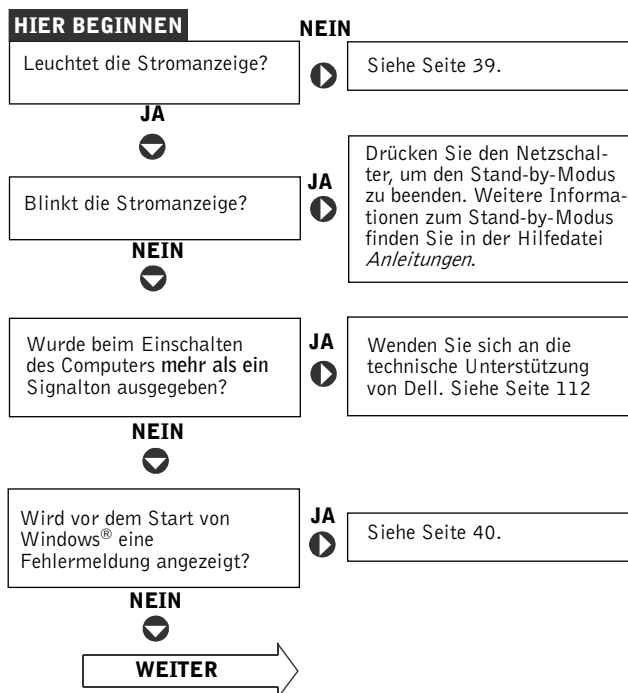 HIER BEGINNEN
NEIN
Leuchtet die Stromanzeige?
Siehe Seite 39.
JA
Blinkt die Stromanzeige?
JA
Drücken Sie den Netzschal-
ter, um den Stand-by-Modus
zu beenden. Weitere Informa-
tionen zum Stand-by-Modus
finden Sie in der Hilfedatei
Anleitungen.
NEIN
Wurde beim Einschalten
des Computers mehr als ein
Signalton ausgegeben?
JA
Wenden Sie sich an die
technische Unterstützung
von Dell. Siehe Seite 112
NEIN
Wird vor dem Start von
Windows® eine
Fehlermeldung angezeigt?
JA
Siehe Seite 40.
NEIN
WEITER